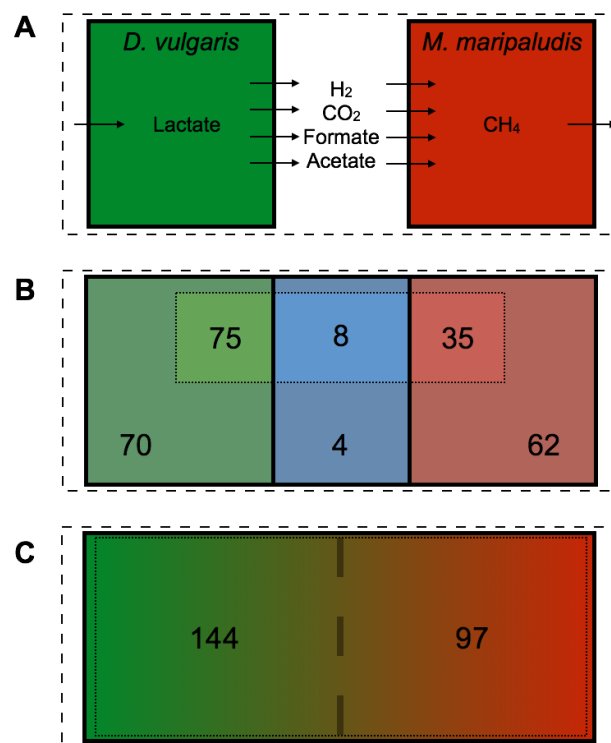 A
D. vulgaris
M. maripaludis
Lactate
H₂
CO₂
Formate
Acetate
CH₄
B
75
8
35
70
4
62
C
144
97